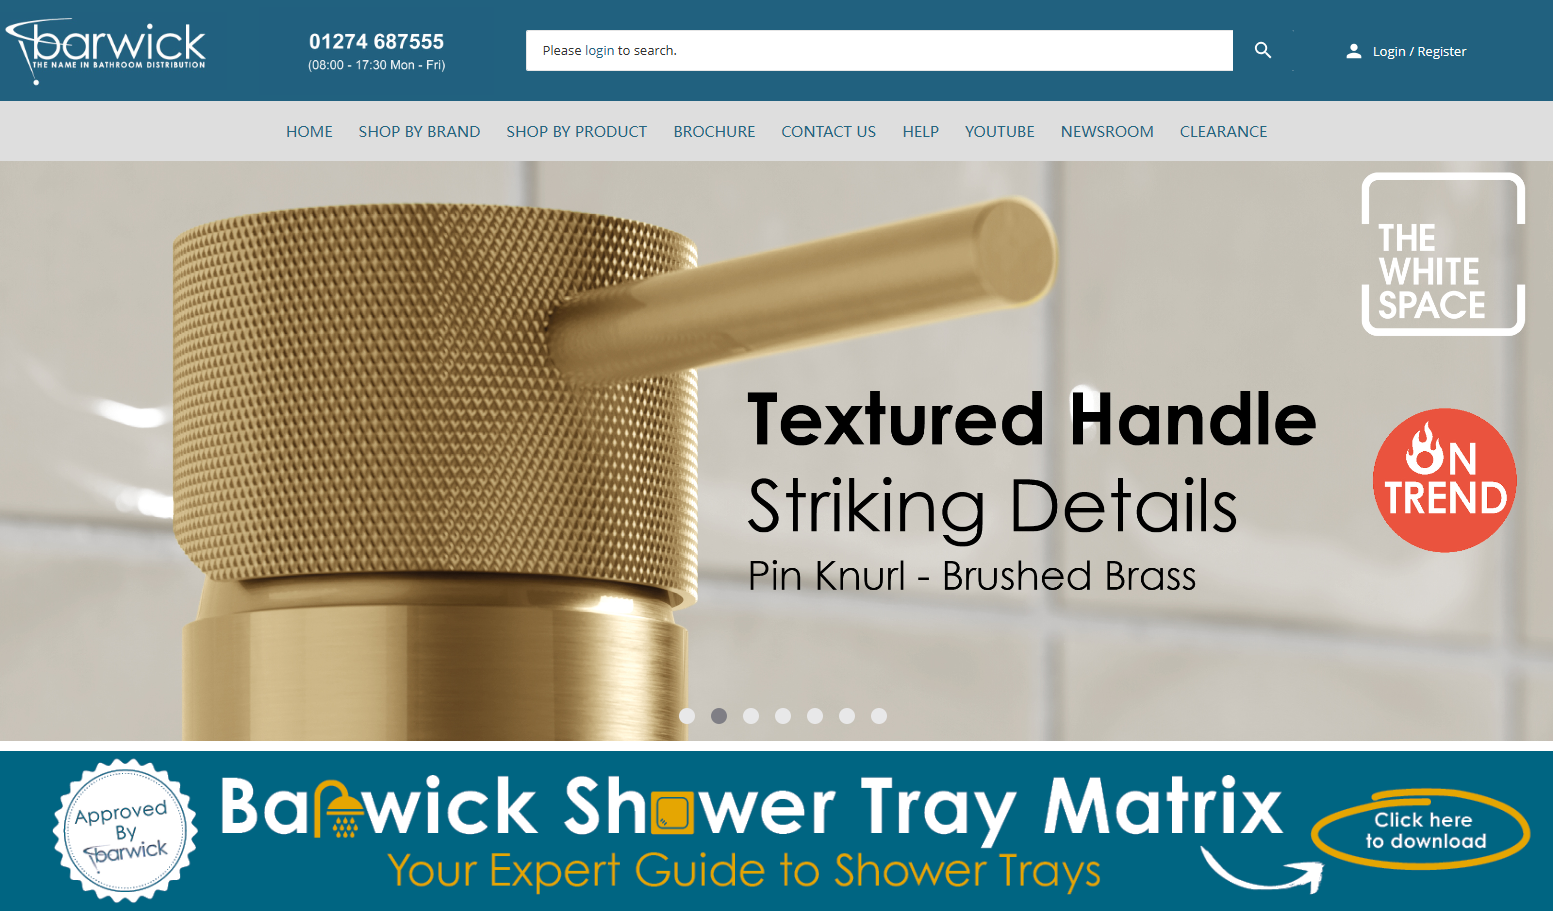 barwick
THE NAME IN BATHROOM DISTRIBUTION
01274 687555
(08:00 - 17:30 Mon - Fri)
Please login to search.
Login / Register
HOME SHOP BY BRAND SHOP BY PRODUCT BROCHURE CONTACT US HELP YOUTUBE NEWSROOM CLEARANCE
THE
WHITE
SPACE
Textured Handle
Striking Details
Pin Knurl - Brushed Brass
ON
TREND
Approved
By
barwick
Barwick Shower Tray Matrix
Your Expert Guide to Shower Trays
Click here
to download